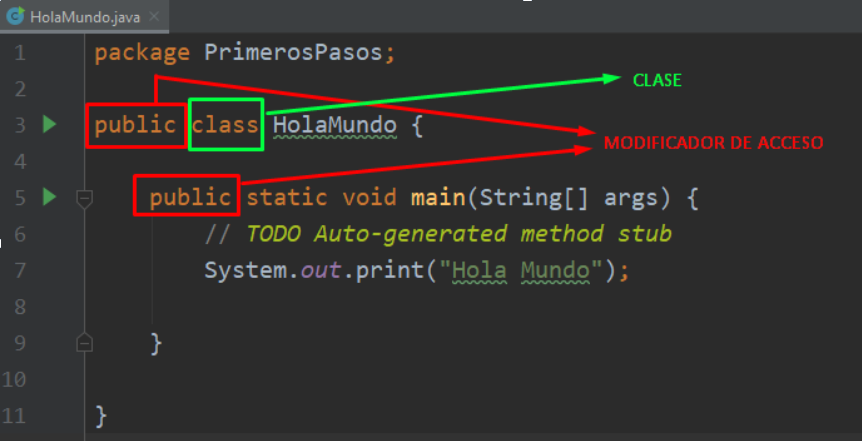 HolaMundo.java
1 package PrimerosPasos;
2
CLASE
3 public class HolaMundo {
MODIFICADOR DE ACCESO
4
5 public static void main(String[] args) {
6 // TODO Auto-generated method stub
7 System.out.print("Hola Mundo");
8
9 }
10
11 }